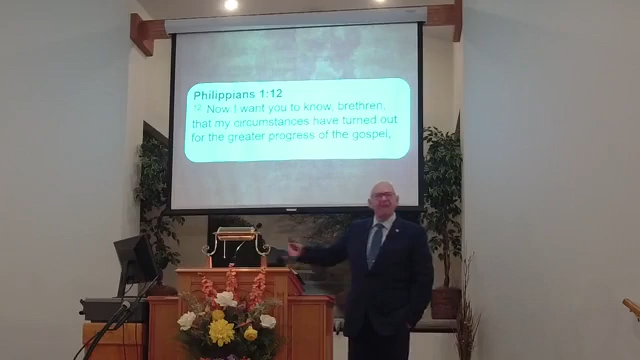 Philippians 1:12
12 Now I want you to know, brethren,
that my circumstances have turned out
for the greater progress of the gospel,